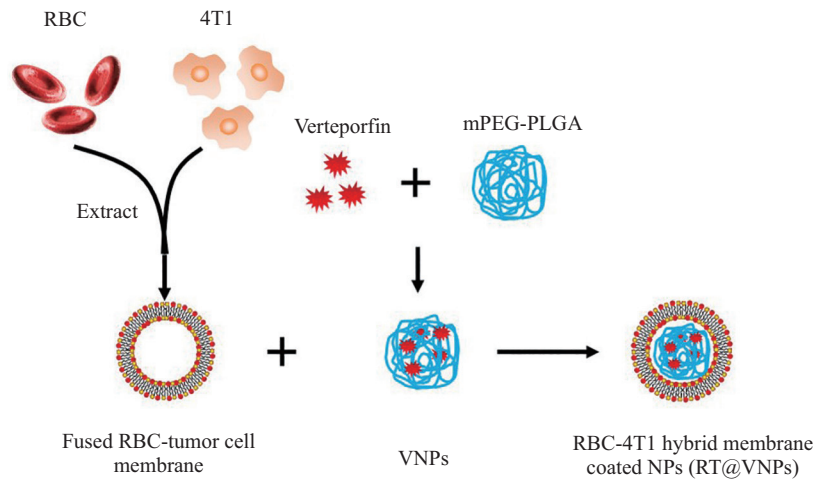 RBC
4T1
Verteporfin
mPEG-PLGA
+
Extract
+
Fused RBC-tumor cell
membrane
VNPs
RBC-4T1 hybrid membrane
coated NPs (RT@VNPs)